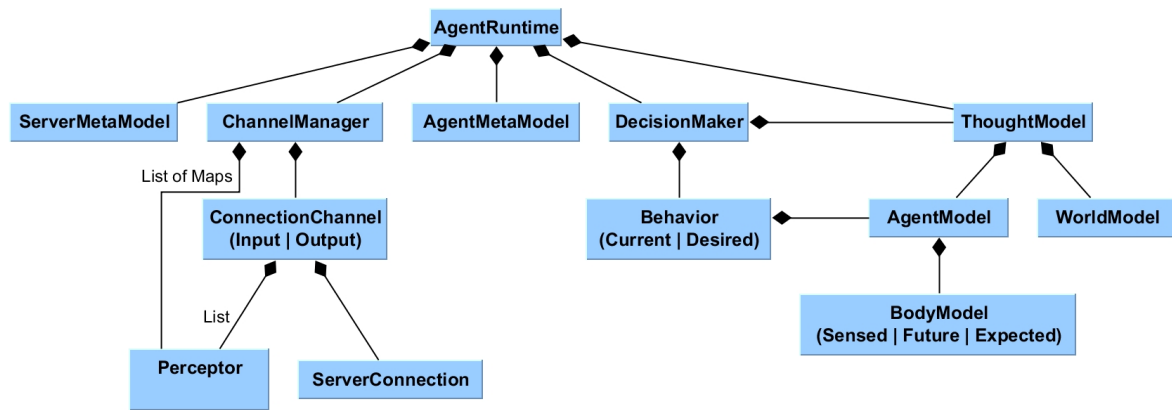 AgentRuntime
ServerMetaModel
ChannelManager
AgentMetaModel
DecisionMaker
ThoughtModel
List of Maps
ConnectionChannel
(Input | Output)
Behavior
(Current | Desired)
AgentModel
WorldModel
List
BodyModel
(Sensed | Future | Expected)
Perceptor
ServerConnection